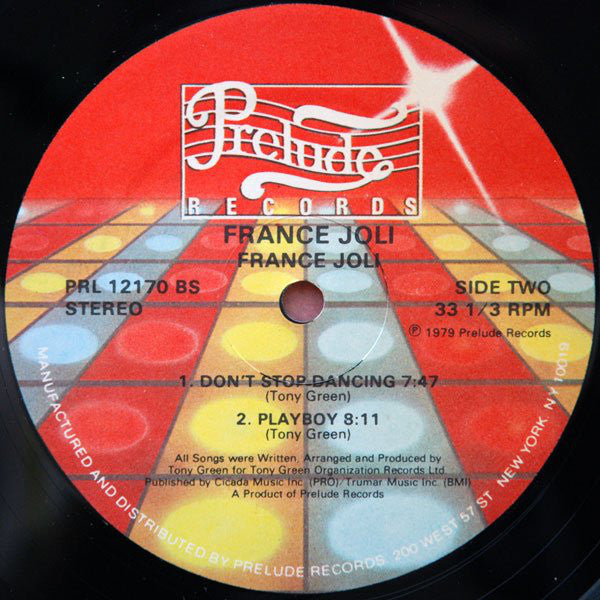 Prelude
RECORDS
FRANCE JOLI
FRANCE JOLI
PRL 12170 BS
STEREO
SIDE TWO
33 1/3 RPM
℗ 1979 Prelude Records
1. DON'T STOP DANCING 7:47
(Tony Green)
2. PLAYBOY 8:11
(Tony Green)
All Songs were Written, Arranged and Produced by
Tony Green for Tony Green Organization Records Ltd.
Published by Cicada Music Inc. (PRO)/Trumar Music Inc. (BMI)
A Product of Prelude Records
MANUFACTURED AND DISTRIBUTED BY PRELUDE RECORDS, 200 WEST 57 ST. NEW YORK, NY 10019